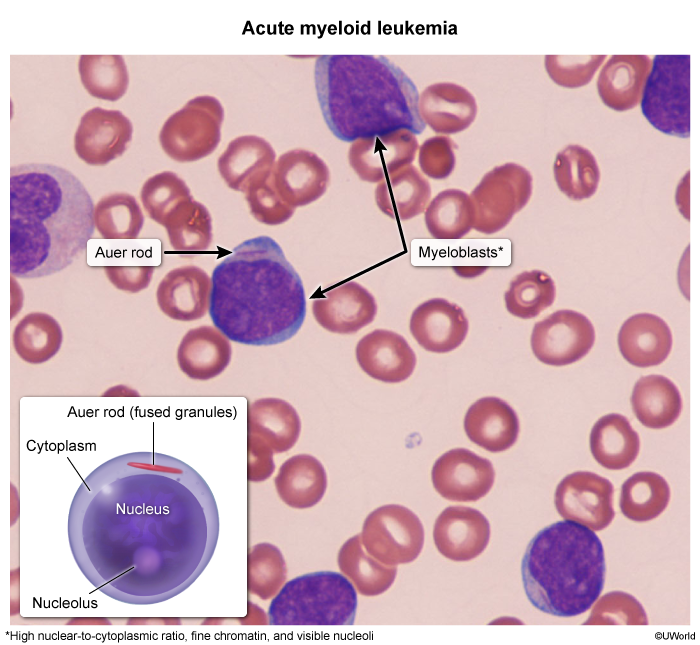 Acute myeloid leukemia
Auer rod
Myeloblasts*
Auer rod (fused granules)
Cytoplasm
Nucleus
Nucleolus
*High nuclear-to-cytoplasmic ratio, fine chromatin, and visible nucleoli
©UWorld